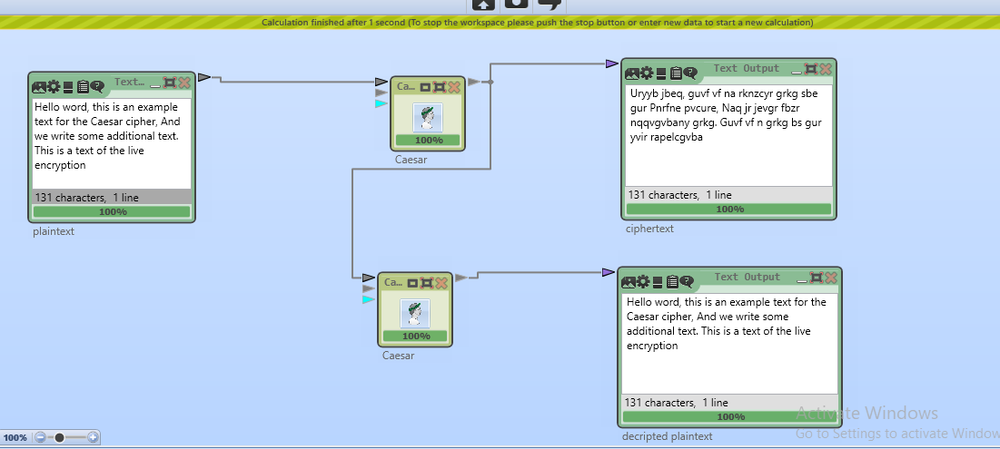 Calculation finished after 1 second (To stop the workspace please push the stop button or enter new data to start a new calculation)
Text...
Hello word, this is an example
text for the Caesar cipher, And
we write some additional text.
This is a text of the live
encryption
131 characters,  1 line
100%
plaintext
Ca...
100%
Caesar
Text Output
Uryyb jbeq, guvf vf na rknzcyr grkg sbe
gur Pnrfne pvcure, Naq jr jevgr fbzr
nqqvgvbany grkg. Guvf vf n grkg bs gur
yvir rapelcgvba
131 characters,  1 line
100%
ciphertext
Ca...
100%
Caesar
Text Output
Hello word, this is an example text for the
Caesar cipher, And we write some
additional text. This is a text of the live
encryption
131 characters,  1 line
100%
decripted plaintext
Activate Windows
Go to Settings to activate Window
100%